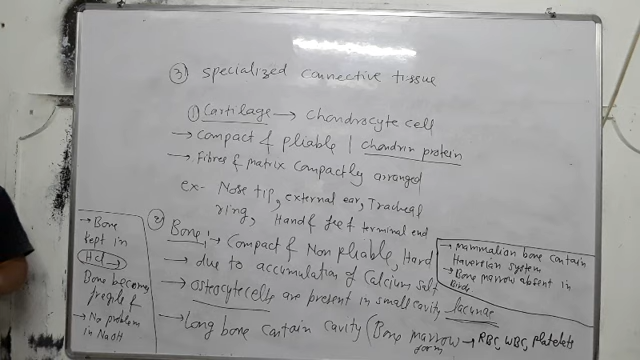 ③ Specialized connective tissue
① Cartilage → Chondrocyte cell
→ Compact & pliable | chondrin protein
→ Fibres & matrix compactly arranged
ex- Nose tip, external ear, Tracheal
ring, Hand & feet terminal end
② Bone :- Compact & Non pliable, Hard
→ due to accumulation of Calcium salt
→ osteocyte cells are present in small cavity lacunae
→ Long bone contain cavity (Bone marrow → RBS, WBS, platelets
form
→ mammalian bone contain
Haversian system
→ Bone marrow absent in
Birds
→ Bone
kept in
HCl →
Bone becomes
fregile &
→ No problem
in NaOH